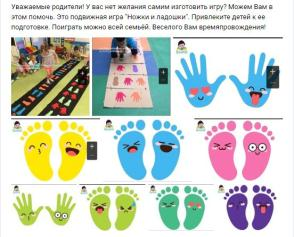 Уважаемые родители! У вас нет желания самим изготовить игру? Можем Вам в
этом помочь. Это подвижная игра "Ножки и ладошки". Привлеките детей к ее
подготовке. Поиграть можно всей семьёй. Веселого Вам времяпровождения!